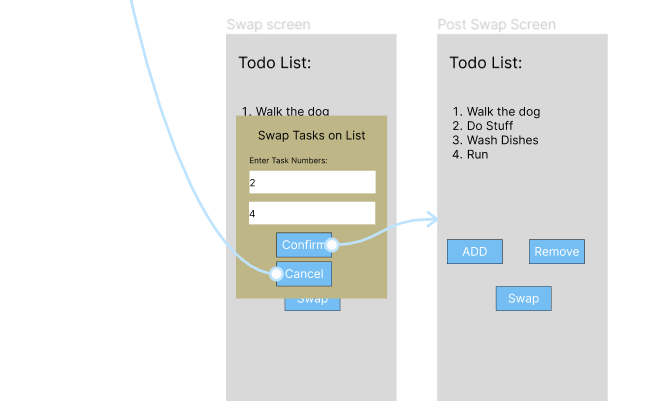 Swap screen
Todo List:
1. Walk the dog
Swap Tasks on List
Enter Task Numbers:
2
4
Confirm
Cancel
Swap
Post Swap Screen
Todo List:
1. Walk the dog
2. Do Stuff
3. Wash Dishes
4. Run
ADD
Remove
Swap